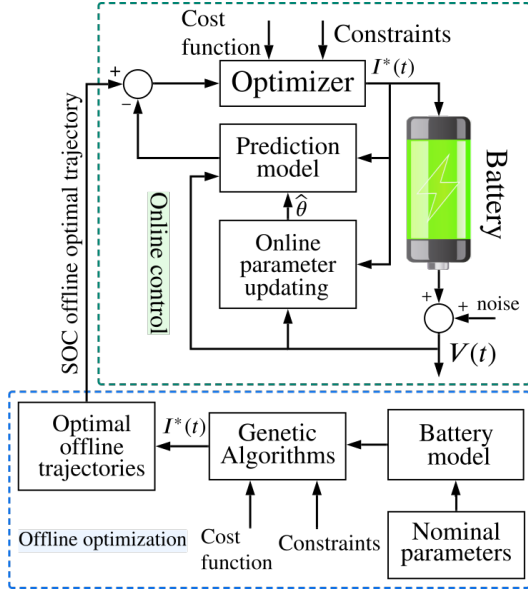 Cost
function
Constraints
I*(t)
+
−
Optimizer
Prediction
model
θ̂
Online
parameter
updating
Battery
Online control
SOC offline optimal trajectory
+
+
noise
V(t)
Optimal
offline
trajectories
I*(t)
Genetic
Algorithms
Battery
model
Offline optimization
Cost
function
Constraints
Nominal
parameters